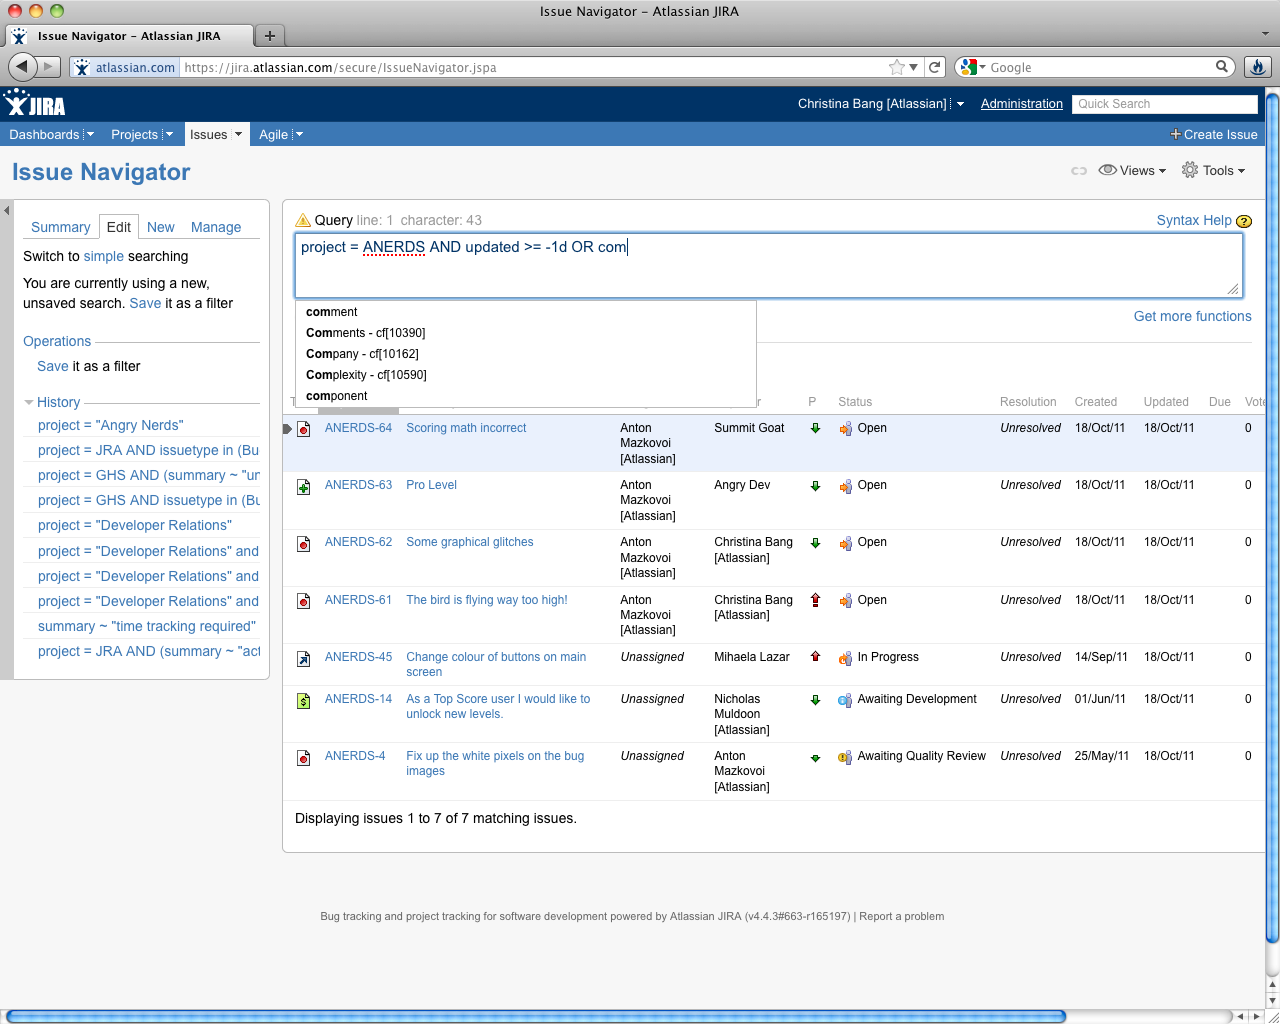 Issue Navigator – Atlassian JIRA
Issue Navigator – Atlassian JIRA
atlassian.com https://jira.atlassian.com/secure/IssueNavigator.jspa Google
JIRA Christina Bang [Atlassian] Administration Quick Search
Dashboards Projects Issues Agile + Create Issue
Issue Navigator Views Tools
Summary Edit New Manage
Switch to simple searching
You are currently using a new,
unsaved search. Save it as a filter
Operations
Save it as a filter
History
project = "Angry Nerds"
project = JRA AND issuetype in (Bu
project = GHS AND (summary ~ "un
project = GHS AND issuetype in (Bu
project = "Developer Relations"
project = "Developer Relations" and
project = "Developer Relations" and
project = "Developer Relations" and
summary ~ "time tracking required"
project = JRA AND (summary ~ "act
Query line: 1 character: 43 Syntax Help ?
project = ANERDS AND updated >= -1d OR com
comment
Comments - cf[10390]
Company - cf[10162]
Complexity - cf[10590]
component
Get more functions
P Status Resolution Created Updated Due Vote
ANERDS-64 Scoring math incorrect Anton Summit Goat Open Unresolved 18/Oct/11 18/Oct/11 0
Mazkovoi
[Atlassian]
ANERDS-63 Pro Level Anton Angry Dev Open Unresolved 18/Oct/11 18/Oct/11 0
Mazkovoi
[Atlassian]
ANERDS-62 Some graphical glitches Anton Christina Bang Open Unresolved 18/Oct/11 18/Oct/11 0
Mazkovoi [Atlassian]
[Atlassian]
ANERDS-61 The bird is flying way too high! Anton Christina Bang Open Unresolved 18/Oct/11 18/Oct/11 0
Mazkovoi [Atlassian]
[Atlassian]
ANERDS-45 Change colour of buttons on main Unassigned Mihaela Lazar In Progress Unresolved 14/Sep/11 18/Oct/11 0
screen
ANERDS-14 As a Top Score user I would like to Unassigned Nicholas Awaiting Development Unresolved 01/Jun/11 18/Oct/11 0
unlock new levels. Muldoon
[Atlassian]
ANERDS-4 Fix up the white pixels on the bug Unassigned Anton Awaiting Quality Review Unresolved 25/May/11 18/Oct/11 0
images Mazkovoi
[Atlassian]
Displaying issues 1 to 7 of 7 matching issues.
Bug tracking and project tracking for software development powered by Atlassian JIRA (v4.4.3#663-r165197) | Report a problem